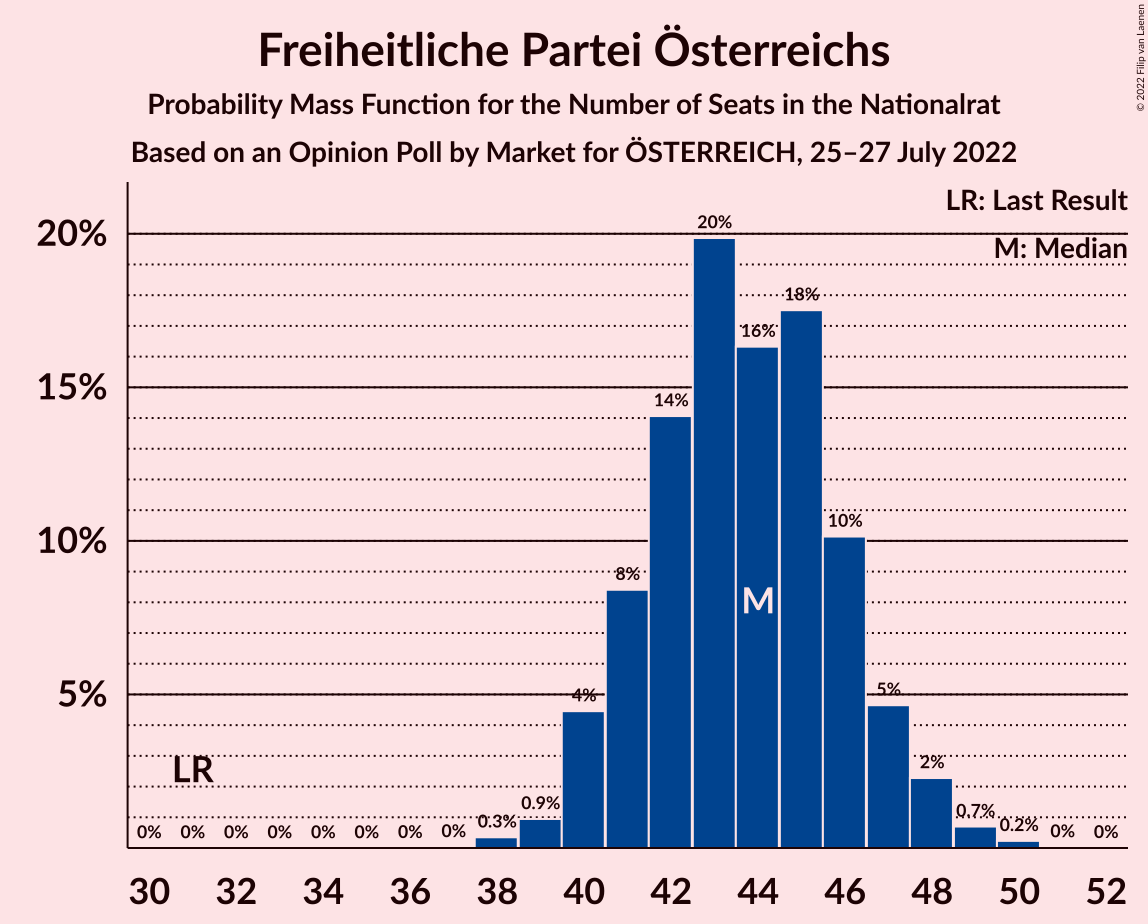 Freiheitliche Partei Österreichs
Probability Mass Function for the Number of Seats in the Nationalrat
Based on an Opinion Poll by Market for ÖSTERREICH, 25–27 July 2022
© 2022 Filip van Laenen
LR: Last Result
M: Median
20%
15%
10%
5%
20%
18%
16%
14%
10%
8%
M
4%
5%
LR
2%
0% 0% 0% 0% 0% 0% 0% 0% 0.3% 0.9% 0.7% 0.2% 0% 0%
30 32 34 36 38 40 42 44 46 48 50 52